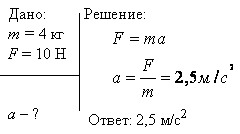 Дано:
m = 4 кг
F = 10 Н
a – ?
Решение:
F = ma
a = F/m = 2,5 м / с²
Ответ: 2,5 м/с²